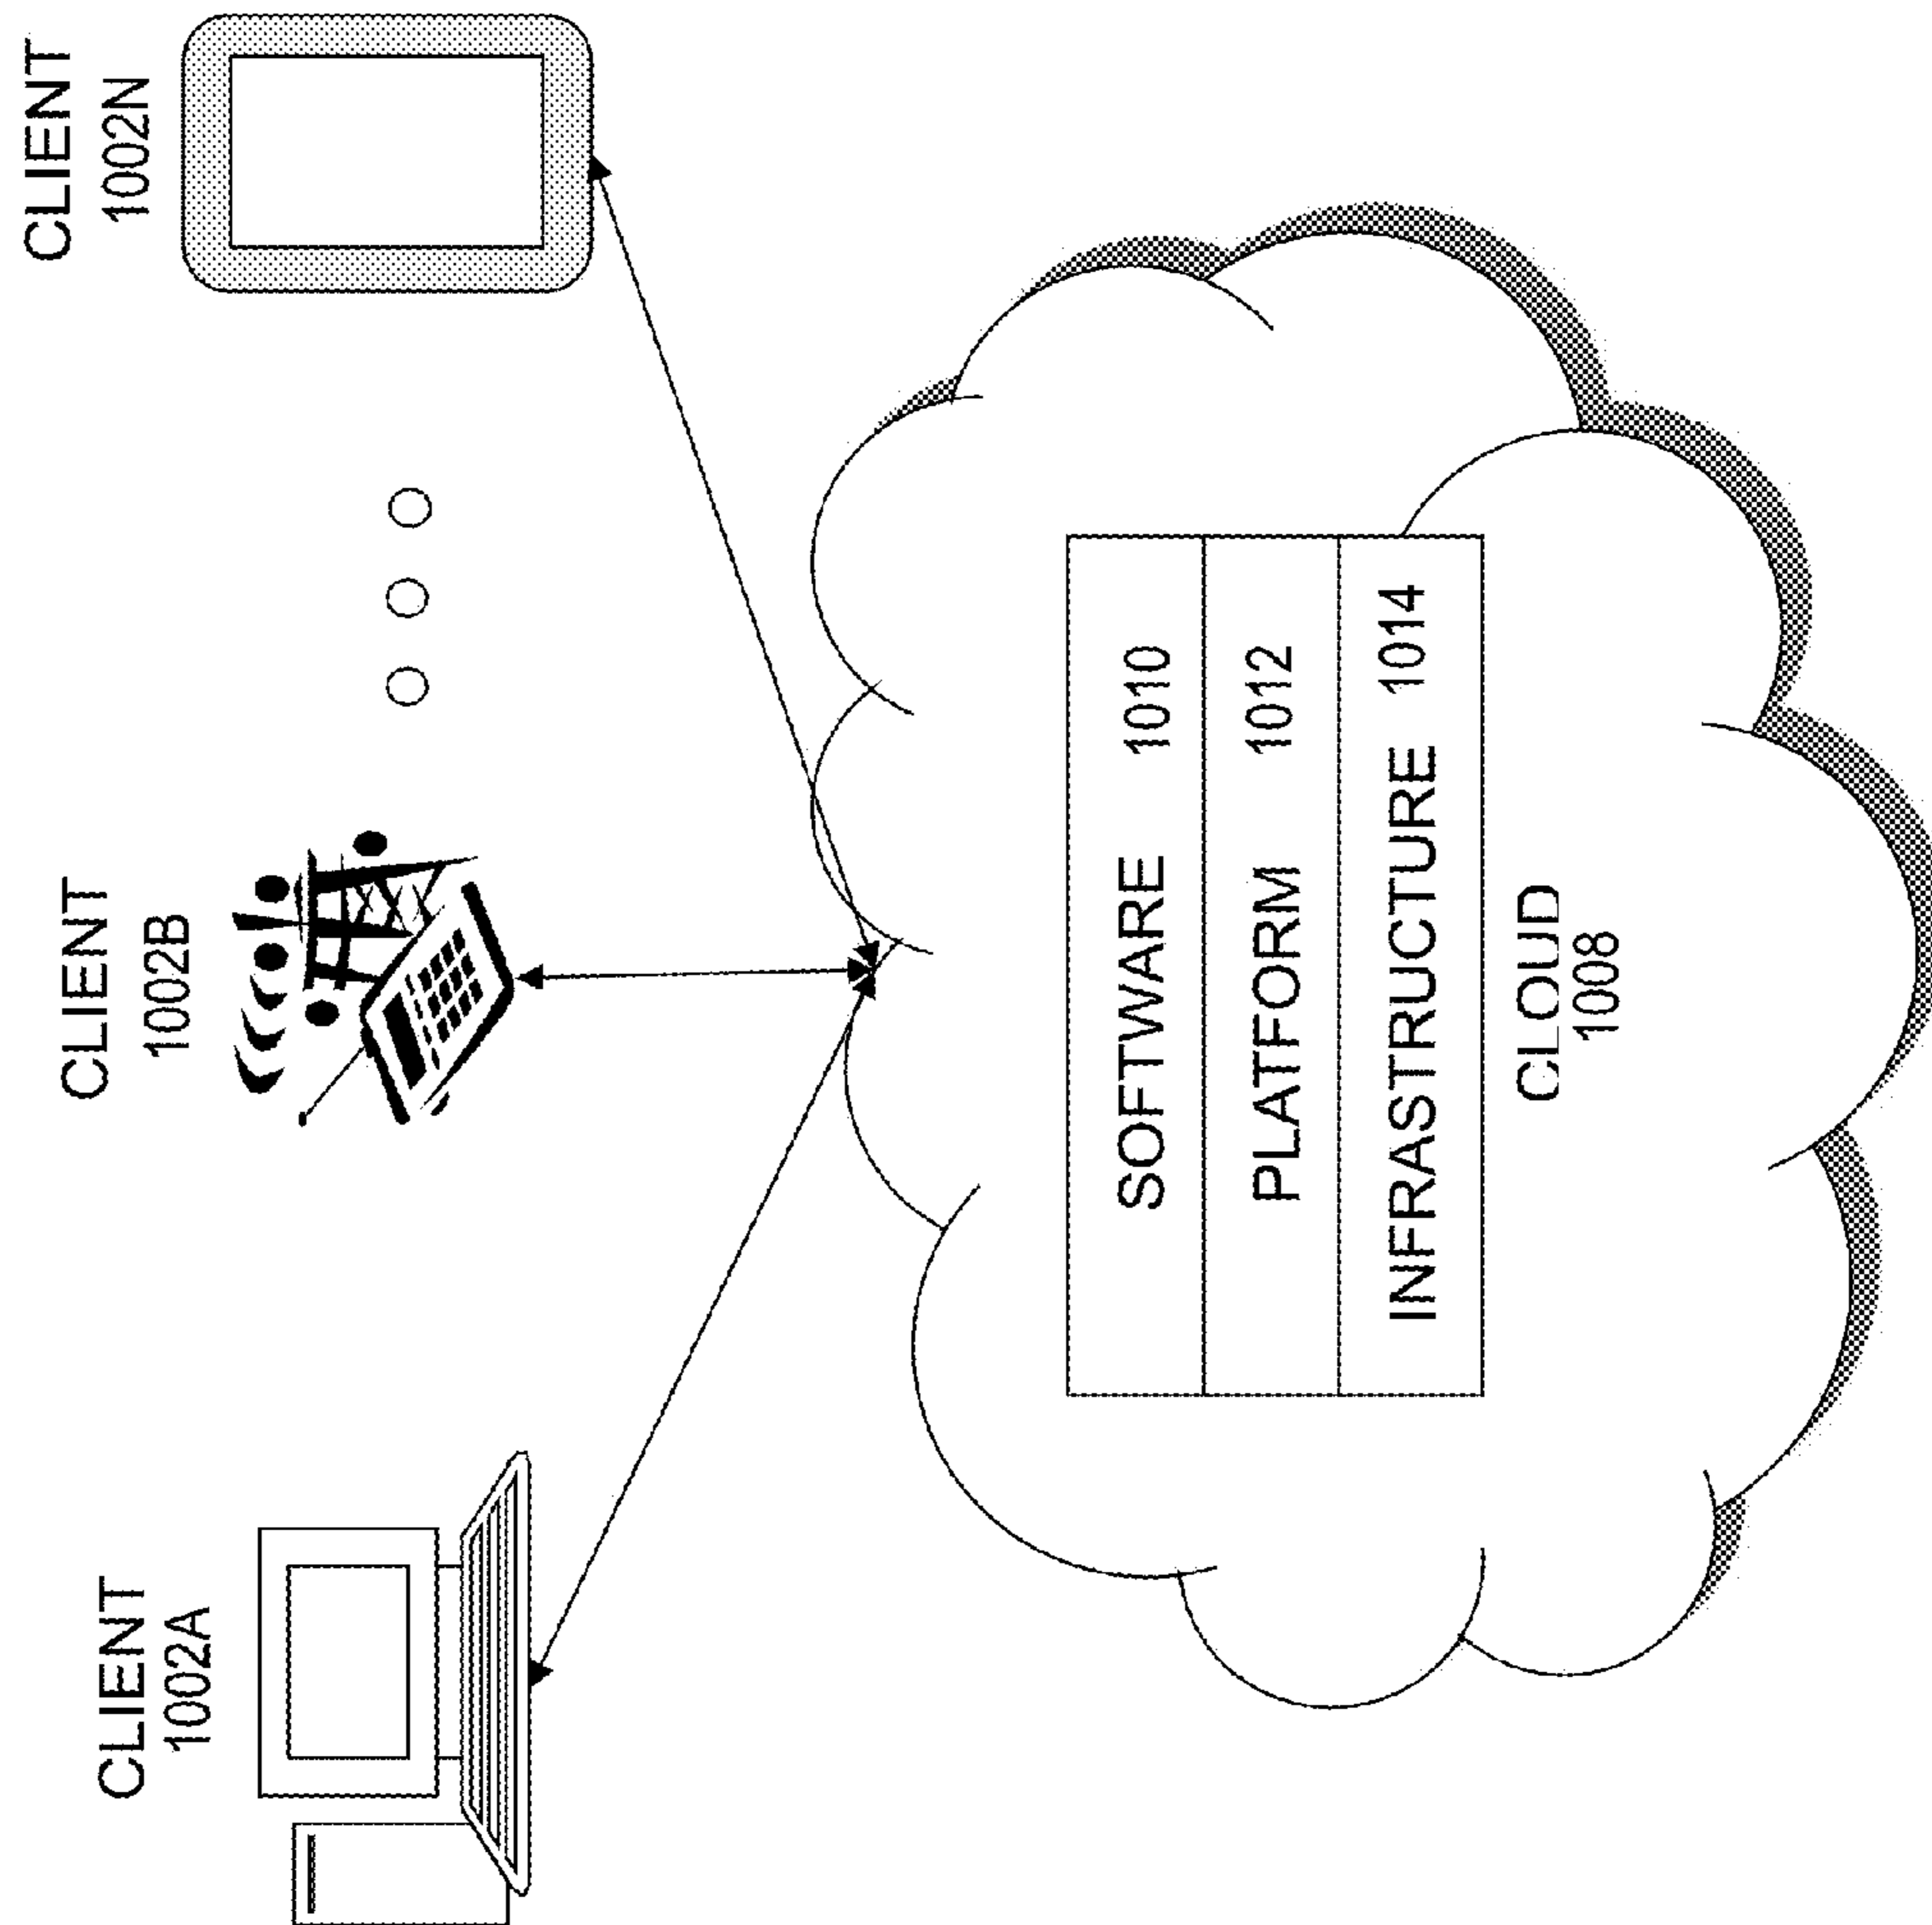 CLIENT
1002A
CLIENT
1002B
CLIENT
1002N
SOFTWARE 1010
PLATFORM 1012
INFRASTRUCTURE 1014
CLOUD
1008